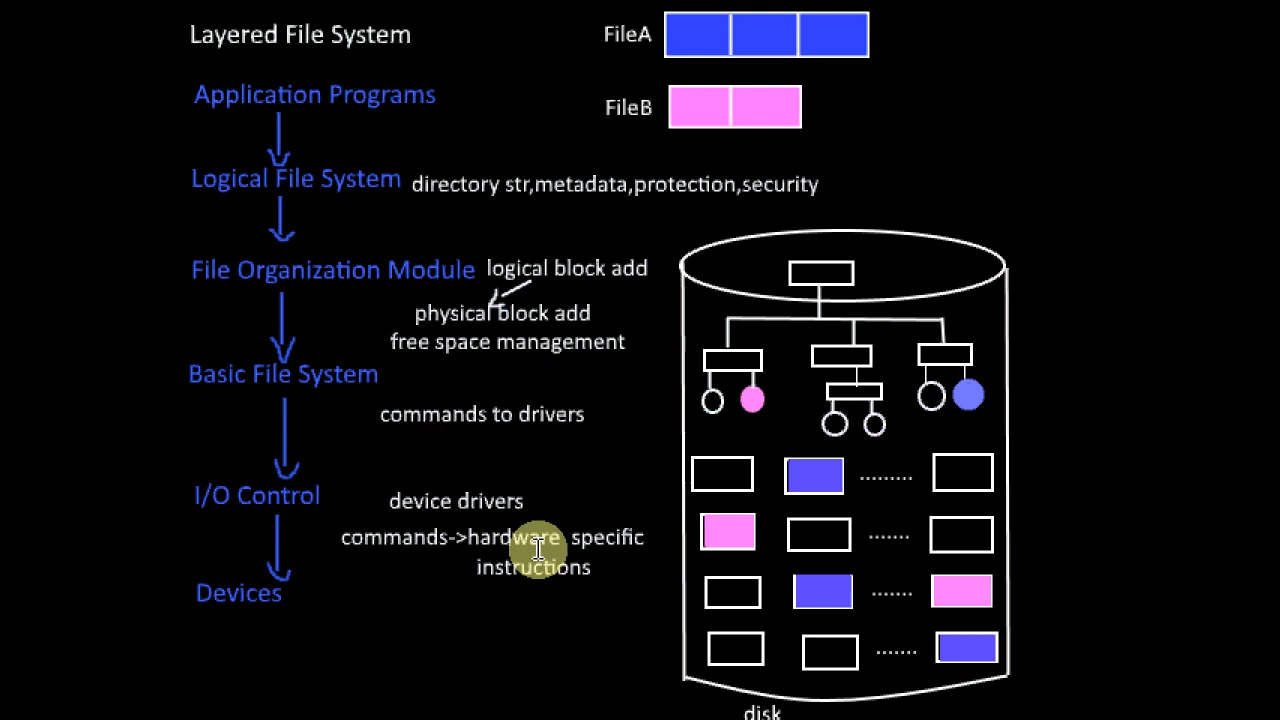 Layered File System
FileA
Application Programs
FileB
Logical File System
directory str,metadata,protection,security
File Organization Module
logical block add
physical block add
free space management
Basic File System
commands to drivers
I/O Control
device drivers
commands->hardware specific
instructions
Devices
disk